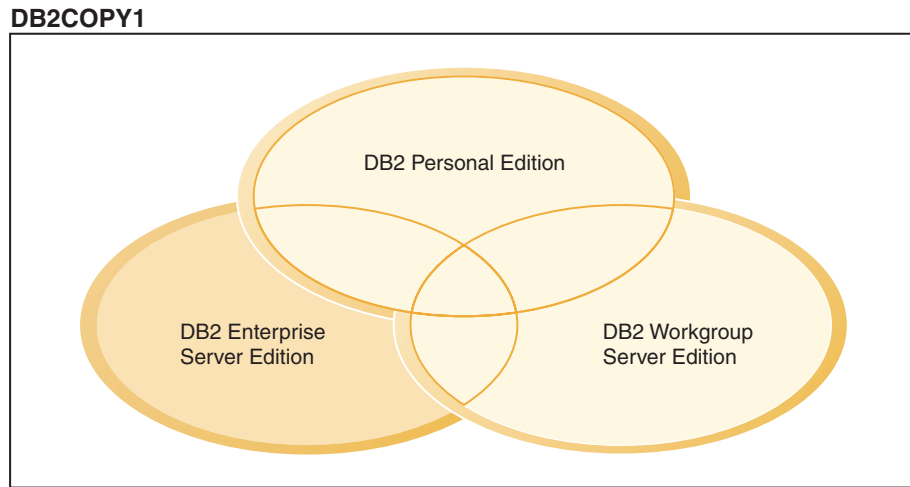 DB2COPY1
DB2 Personal Edition
DB2 Enterprise
Server Edition
DB2 Workgroup
Server Edition